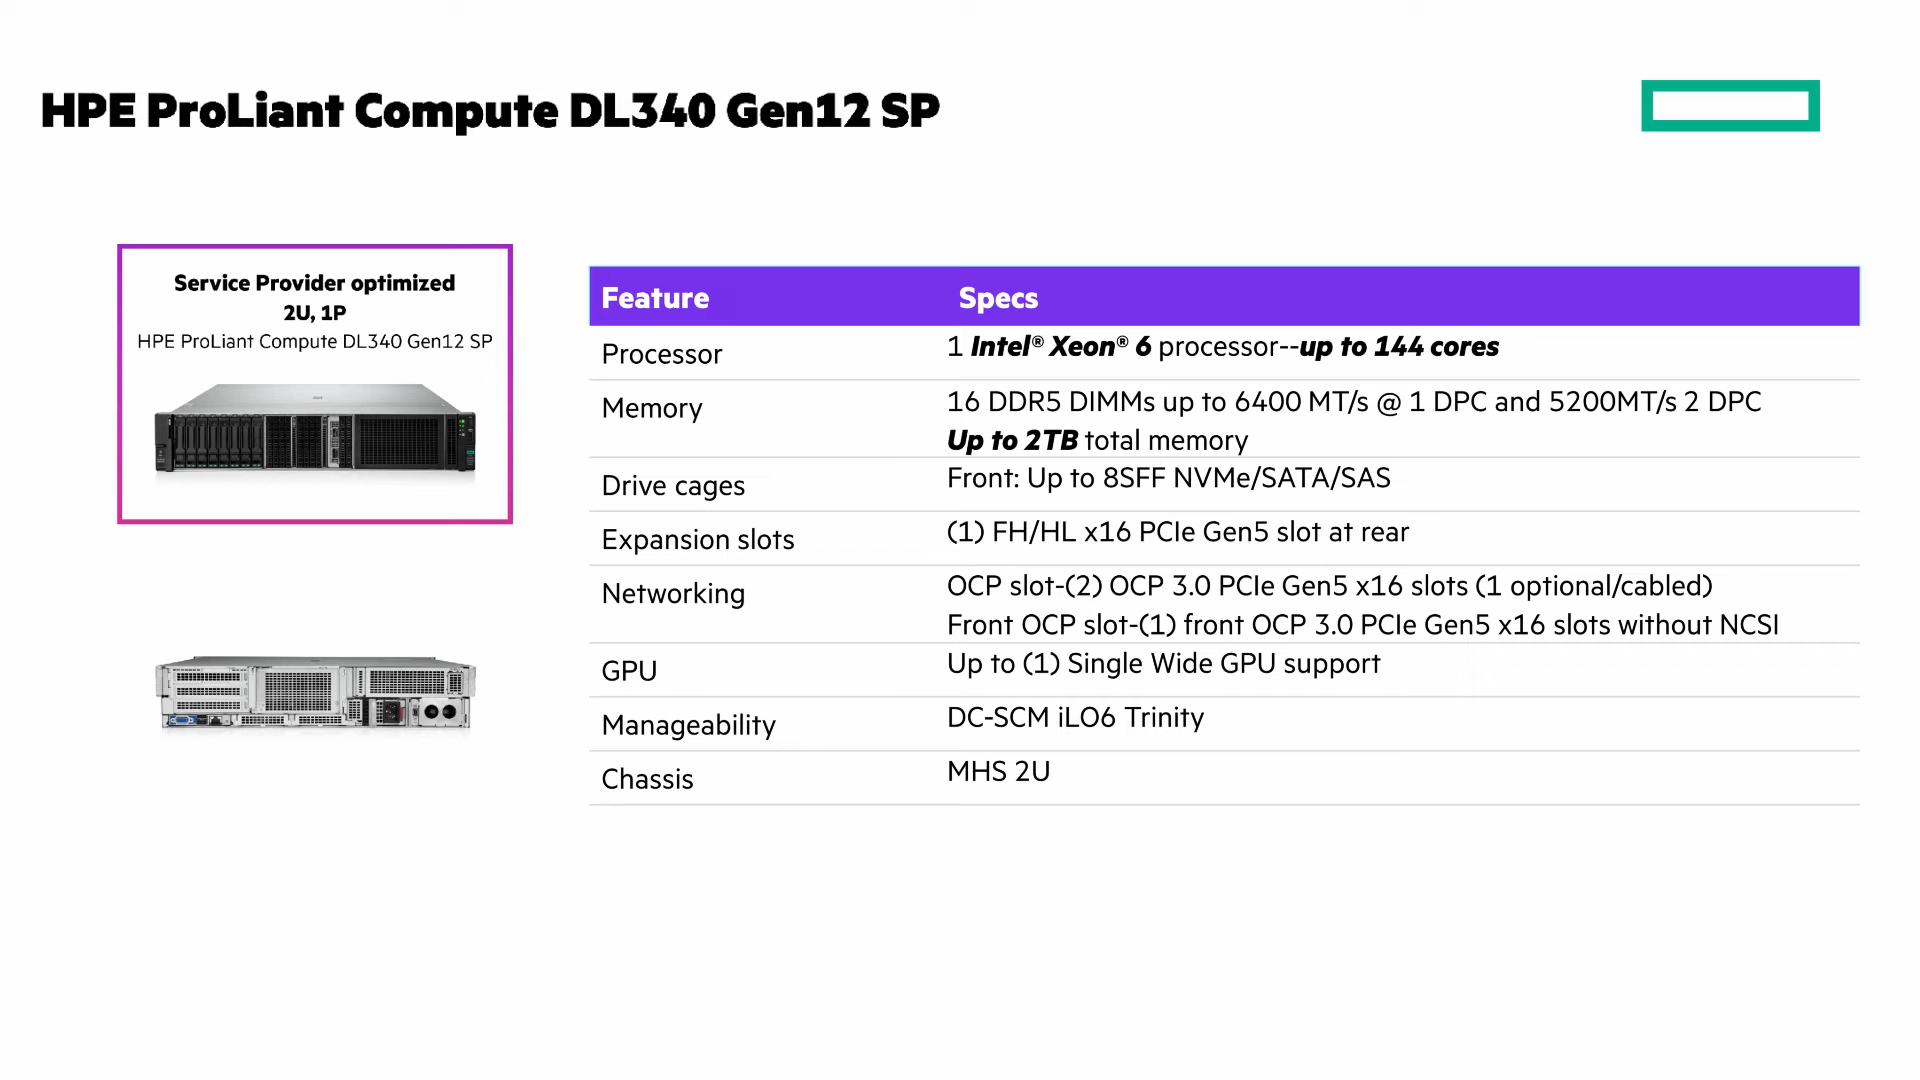 HPE ProLiant Compute DL340 Gen12 SP
Service Provider optimized
2U, 1P
HPE ProLiant Compute DL340 Gen12 SP
Feature Specs
Processor 1 Intel® Xeon® 6 processor--up to 144 cores
Memory 16 DDR5 DIMMs up to 6400 MT/s @ 1 DPC and 5200MT/s 2 DPC
Up to 2TB total memory
Drive cages Front: Up to 8SFF NVMe/SATA/SAS
Expansion slots (1) FH/HL x16 PCIe Gen5 slot at rear
Networking OCP slot-(2) OCP 3.0 PCIe Gen5 x16 slots (1 optional/cabled)
Front OCP slot-(1) front OCP 3.0 PCIe Gen5 x16 slots without NCSI
GPU Up to (1) Single Wide GPU support
Manageability DC-SCM iLO6 Trinity
Chassis MHS 2U